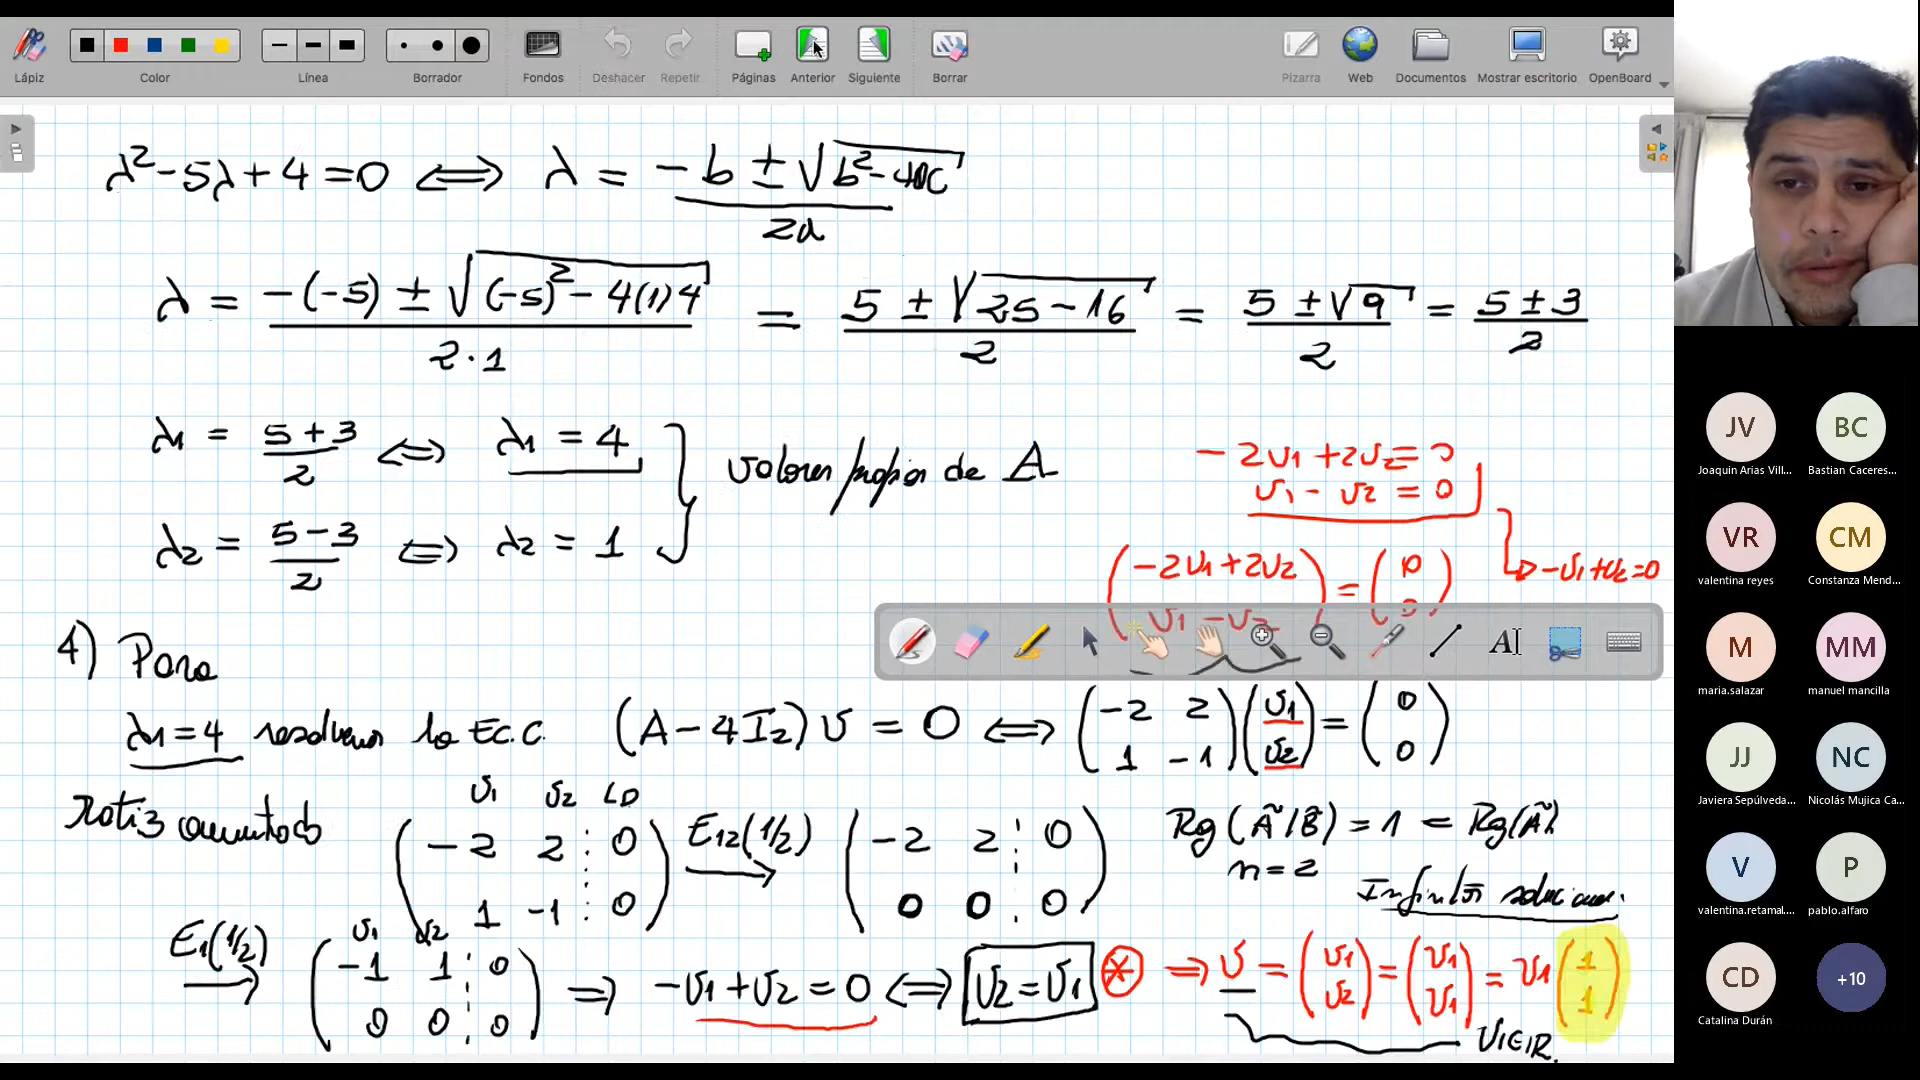 Lápiz
Color
Línea
Borrador
Fondos
Deshacer
Repetir
Páginas
Anterior
Siguiente
Borrar
Pizarra
Web
Documentos
Mostrar escritorio
OpenBoard
λ² - 5λ + 4 = 0 ⟺ λ = (-b ± √(b² - 4ac)) / 2a
λ = (-(-5) ± √((-5)² - 4(1)4)) / 2·1 = (5 ± √(25 - 16)) / 2 = (5 ± √9) / 2 = (5 ± 3) / 2
λ1 = (5+3)/2 ⟺ λ1 = 4
λ2 = (5-3)/2 ⟺ λ2 = 1
valores propios de A
-2v1 + 2v2 = 0
v1 - v2 = 0
-v1 + v2 = 0
(-2v1 + 2v2) = (0)
v1 - v2
4) Para
λ1 = 4 resolvemos la Ec.C. (A - 4I2) v = 0 ⟺ (-2 2; 1 -1)(v1; v2) = (0; 0)
v1 v2 LD
(-2 2 : 0; 1 -1 : 0) E12(1/2) → (-2 2 : 0; 0 0 : 0)
Rg(Ã|B̃) = 1 = Rg(Ã)
n = 2
Infinitas soluciones.
E1(1/2) →
v1 v2
(-1 1 : 0; 0 0 : 0) ⟹ -v1 + v2 = 0 ⟺ v2 = v1 * ⟹ v = (v1; v2) = (v1; v1) = v1 (1; 1)
v1∈IR.
JV
Joaquin Arias Vill...
BC
Bastian Caceres...
VR
valentina reyes
CM
Constanza Mend...
M
maria.salazar
MM
manuel mancilla
JJ
Javiera Sepúlveda...
NC
Nicolás Mujica Ca...
V
valentina.retamal....
P
pablo.alfaro
CD
Catalina Durán
+10